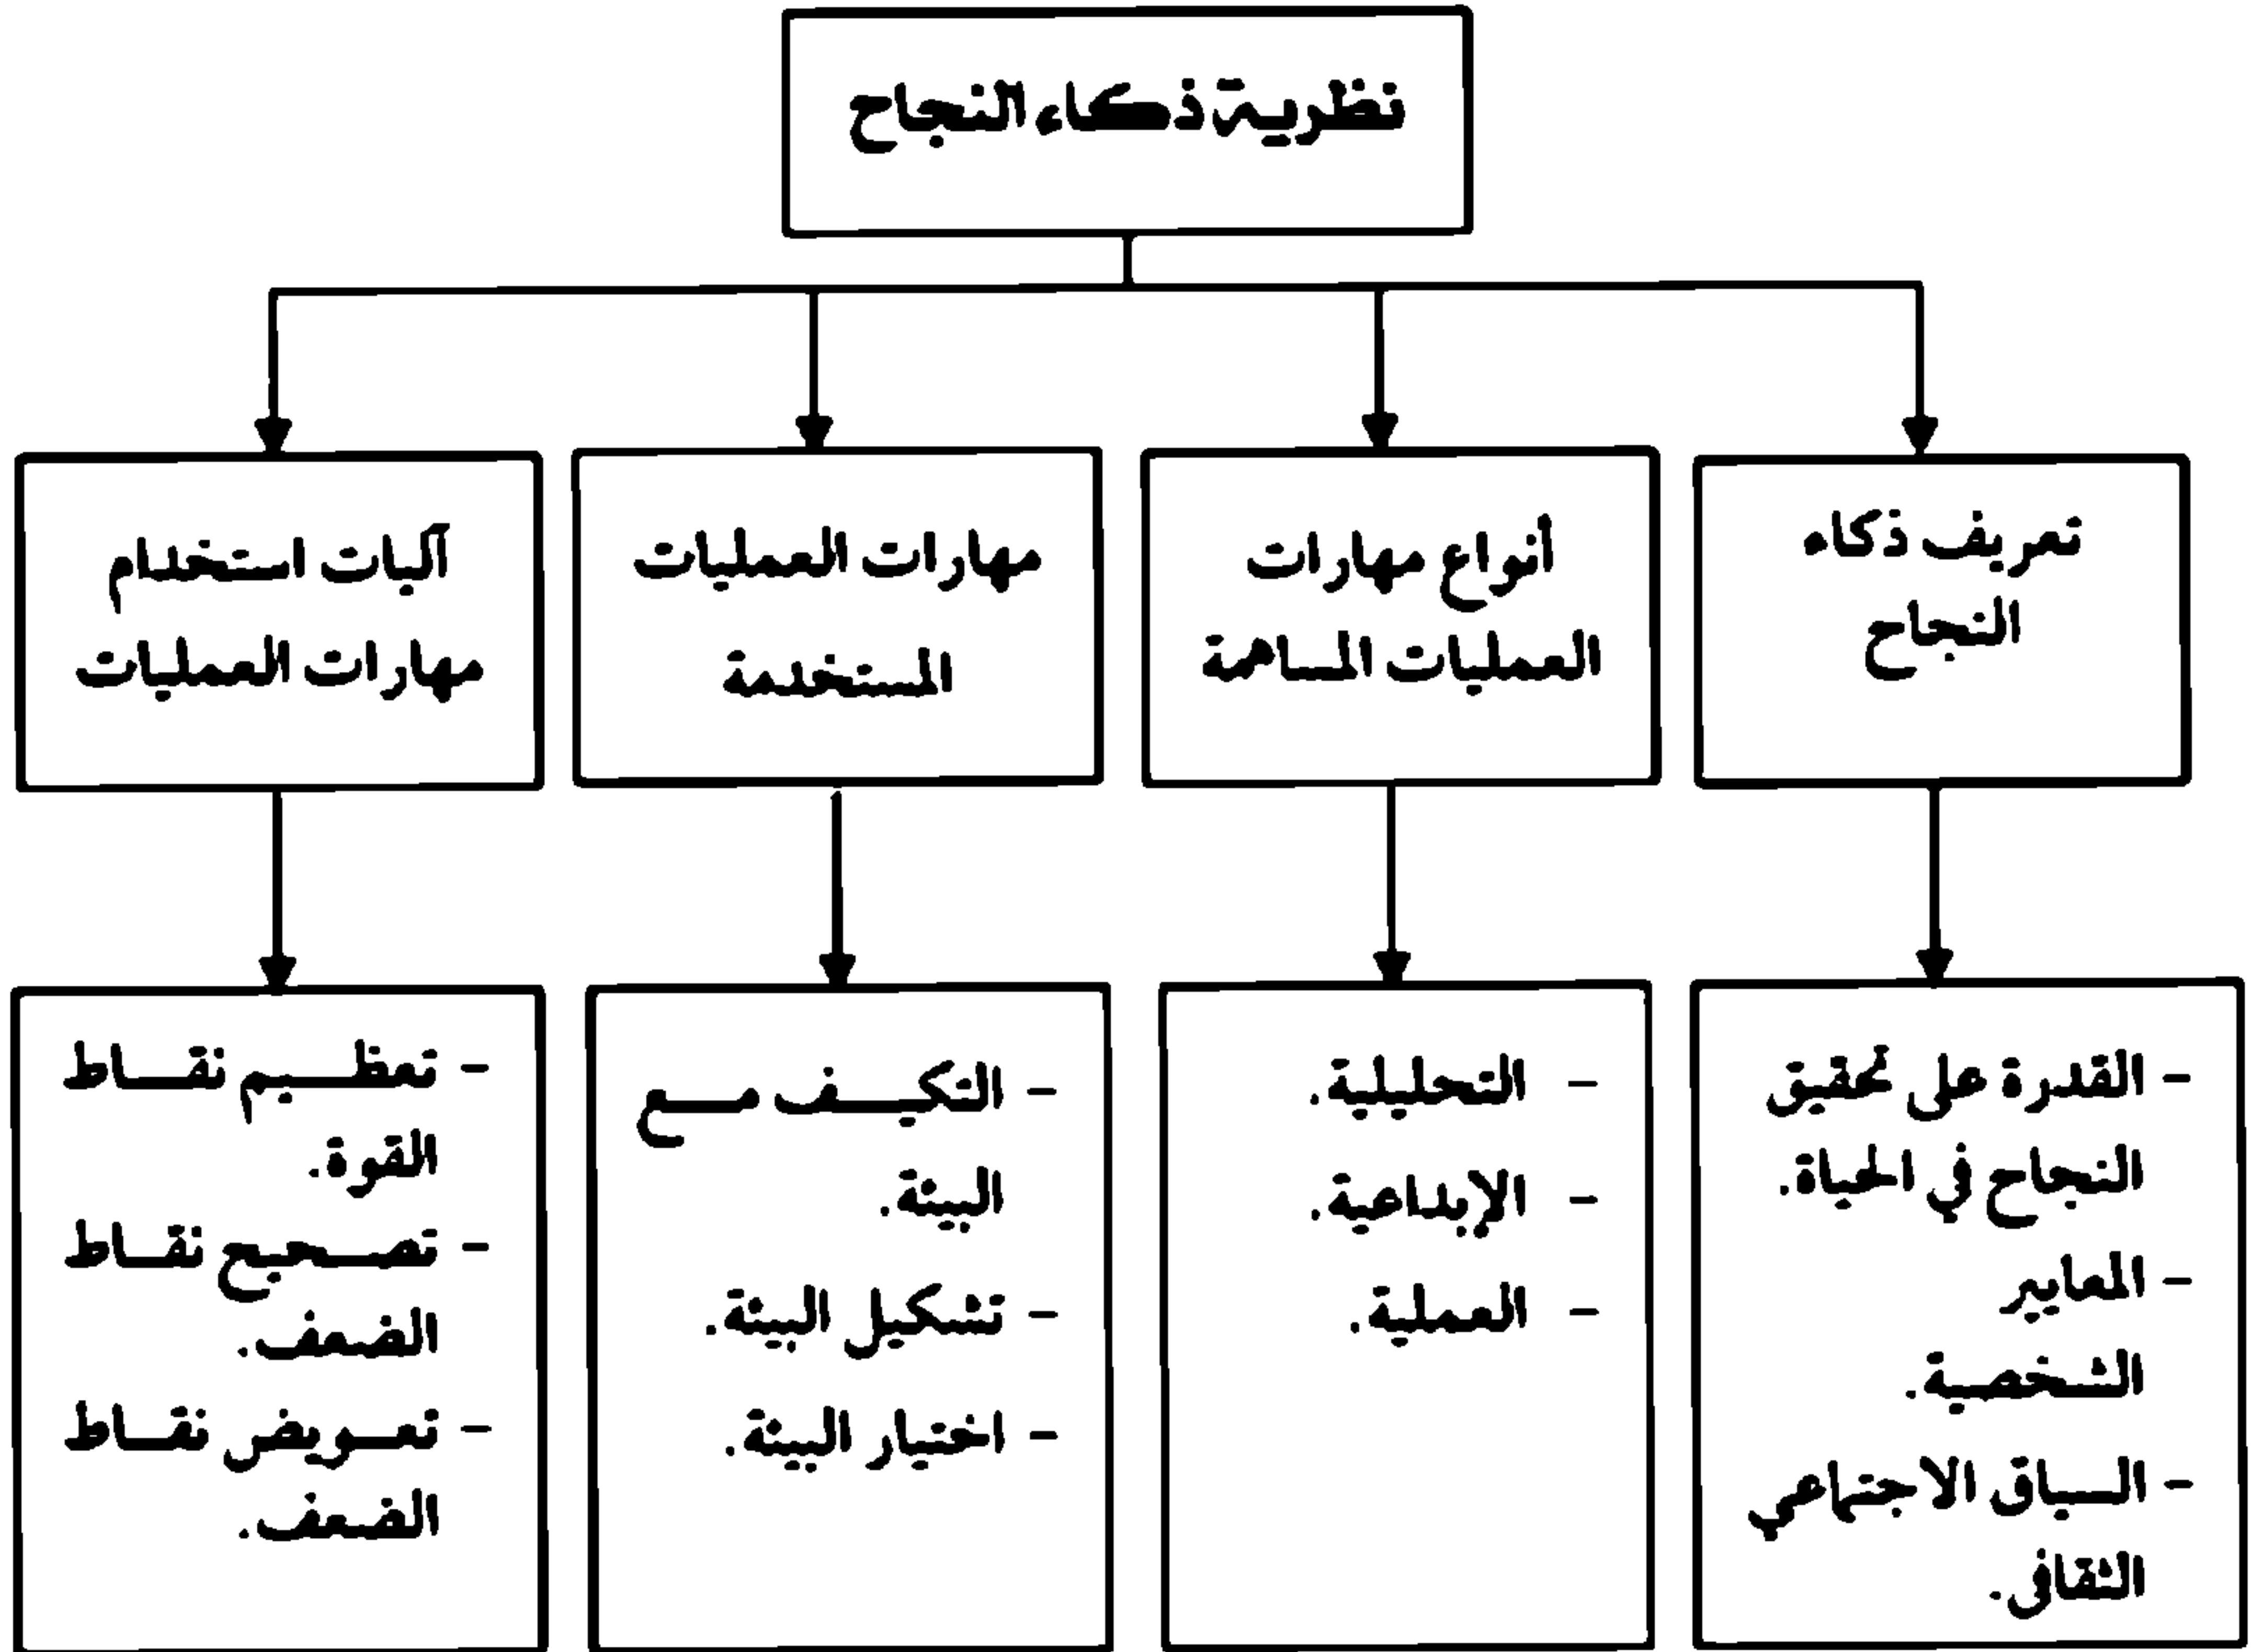 نظرية ذكاء النجاح
تعريف ذكاء
النجاح
أنواع مهارات
العمليات المساهمة
مهارات العمليات
المستخدمة
آليات استخدام
مهارات العمليات
- القدرة على تحقيق
النجاح في الحياة.
- المعايير
الشخصية.
- السياق الاجتماعي
الثقافي.
- التحليلية.
- الإبداعية.
- العملية.
- التكيف مع
البيئة.
- تشكيل البيئة.
- اختيار البيئة.
- تعظيم نقاط
القوة.
- تصحيح نقاط
الضعف.
- تعويض نقاط
الضعف.